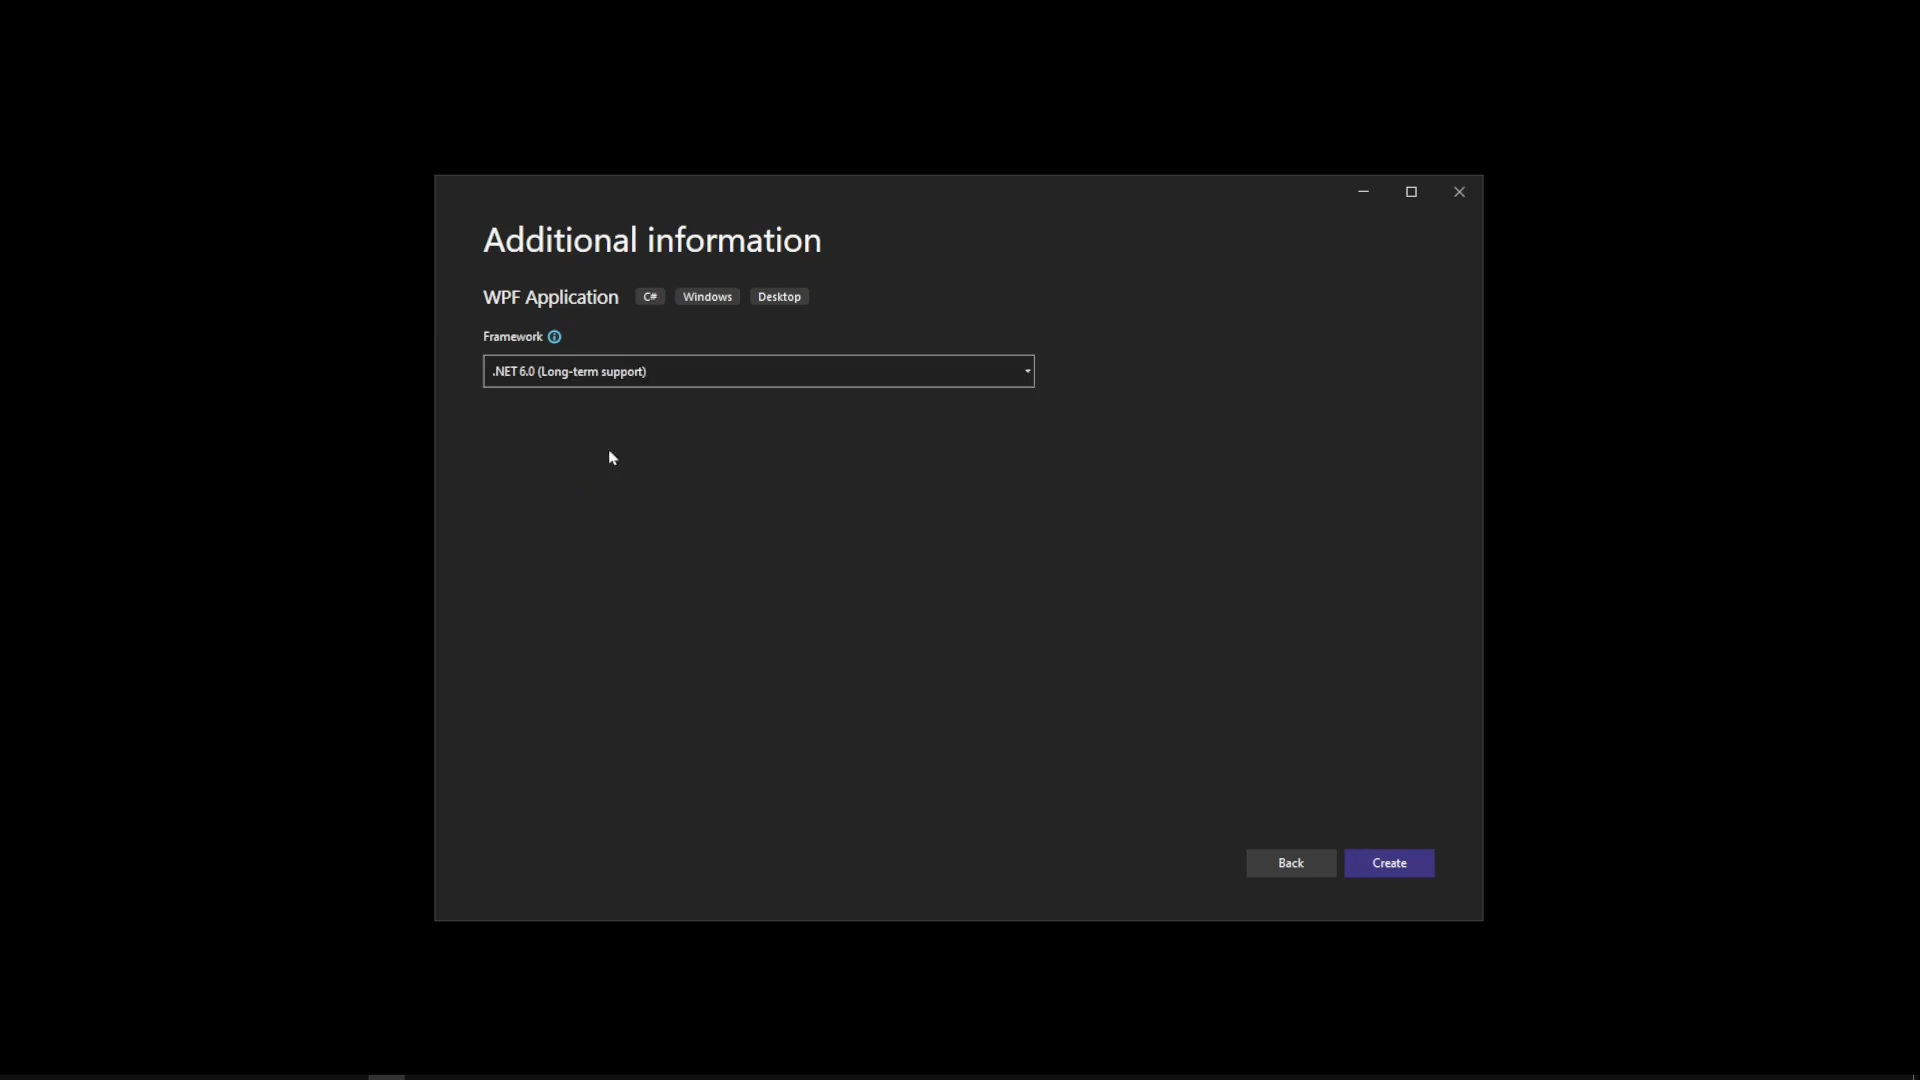 Additional information
WPF Application C# Windows Desktop
Framework
.NET 6.0 (Long-term support)
Back Create